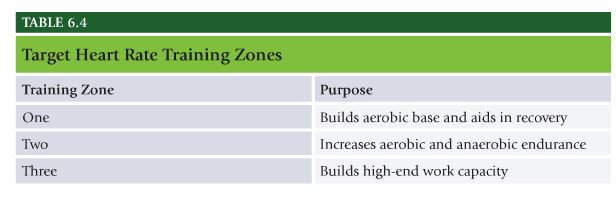 TABLE 6.4
Target Heart Rate Training Zones
Training Zone Purpose
One Builds aerobic base and aids in recovery
Two Increases aerobic and anaerobic endurance
Three Builds high-end work capacity